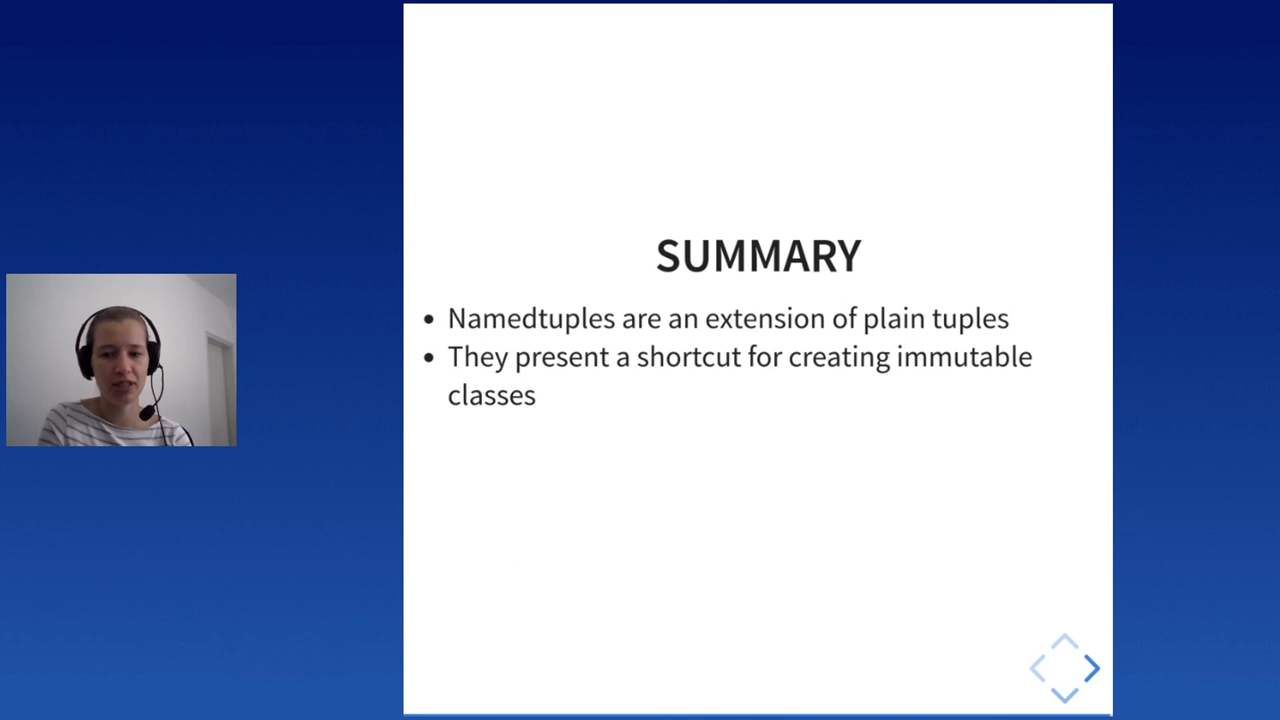 SUMMARY
• Namedtuples are an extension of plain tuples
• They present a shortcut for creating immutable
classes